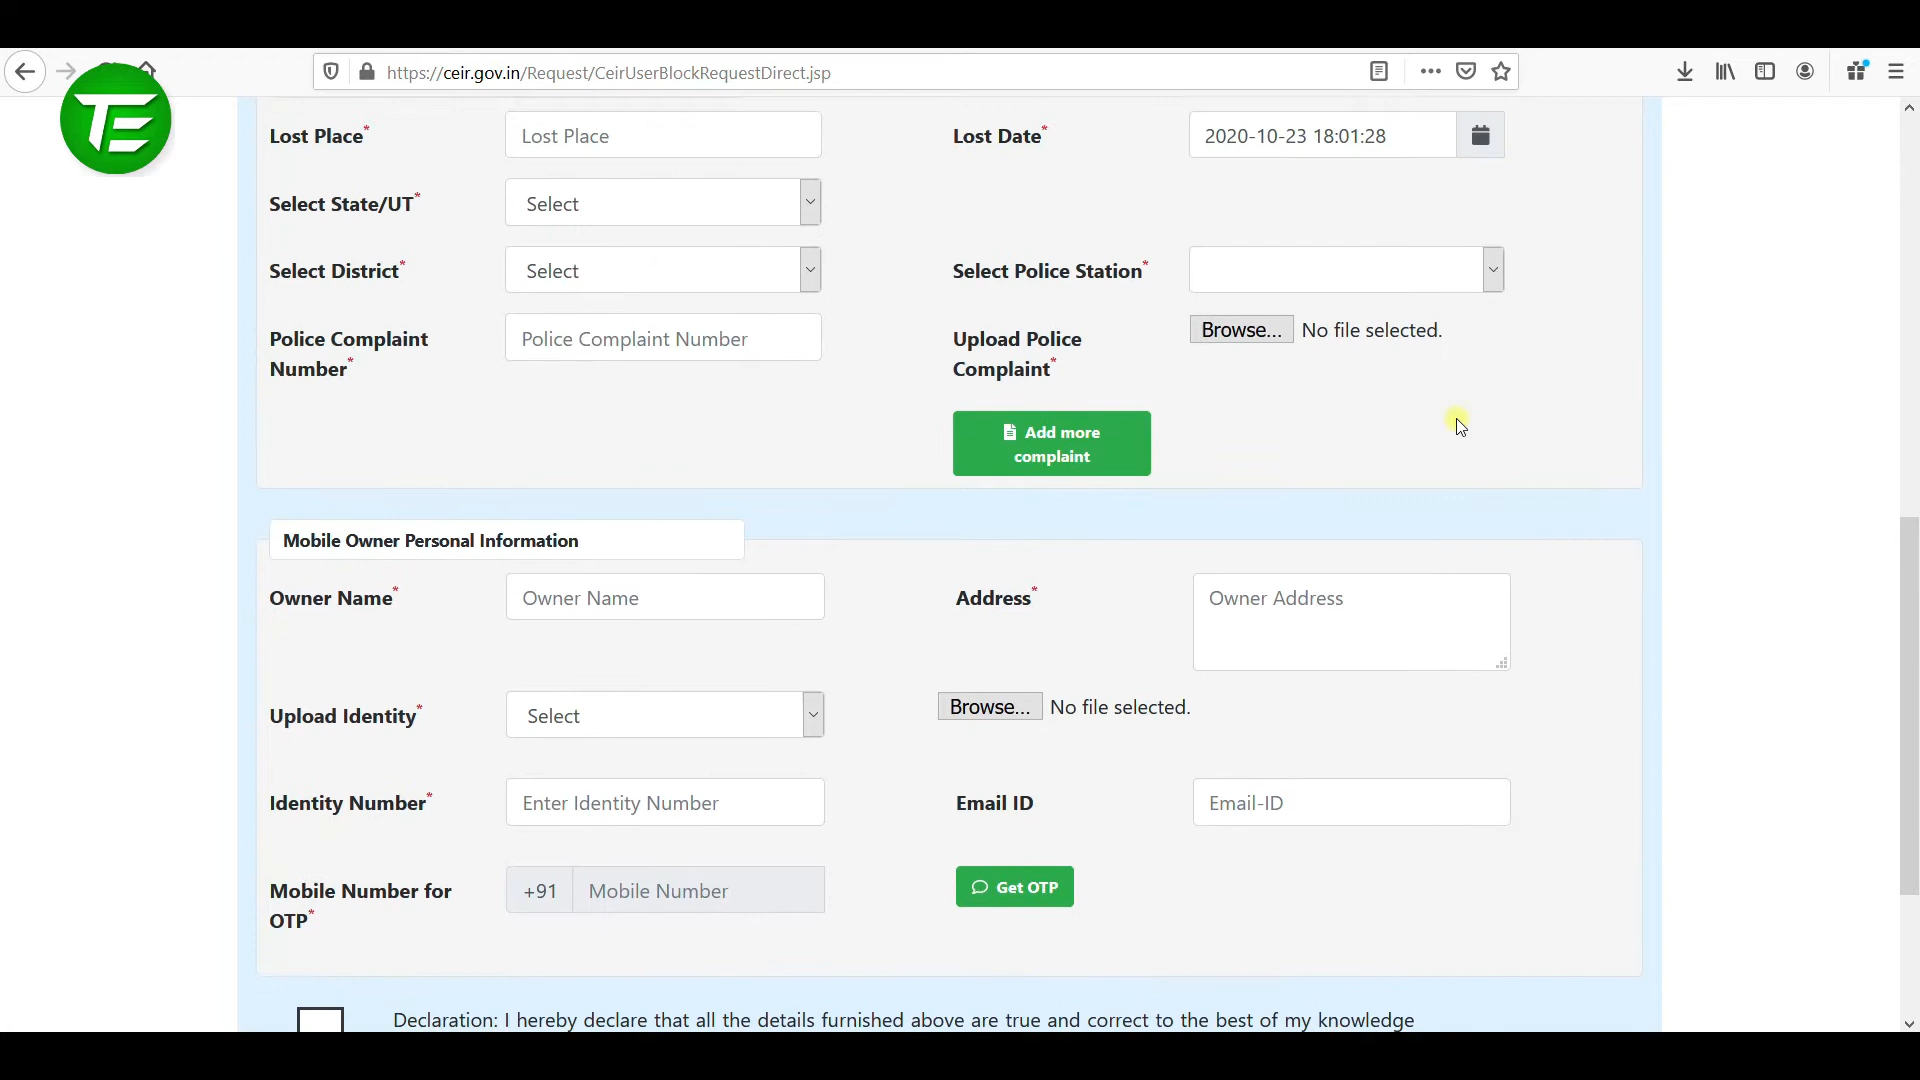 https://ceir.gov.in/Request/CeirUserBlockRequestDirect.jsp
TE
Lost Place* Lost Place Lost Date* 2020-10-23 18:01:28
Select State/UT* Select
Select District* Select Select Police Station*
Police Complaint Number* Police Complaint Number Upload Police Complaint* Browse... No file selected.
Add more
complaint
Mobile Owner Personal Information
Owner Name* Owner Name Address* Owner Address
Upload Identity* Select Browse... No file selected.
Identity Number* Enter Identity Number Email ID Email-ID
Mobile Number for OTP* +91 Mobile Number Get OTP
Declaration: I hereby declare that all the details furnished above are true and correct to the best of my knowledge